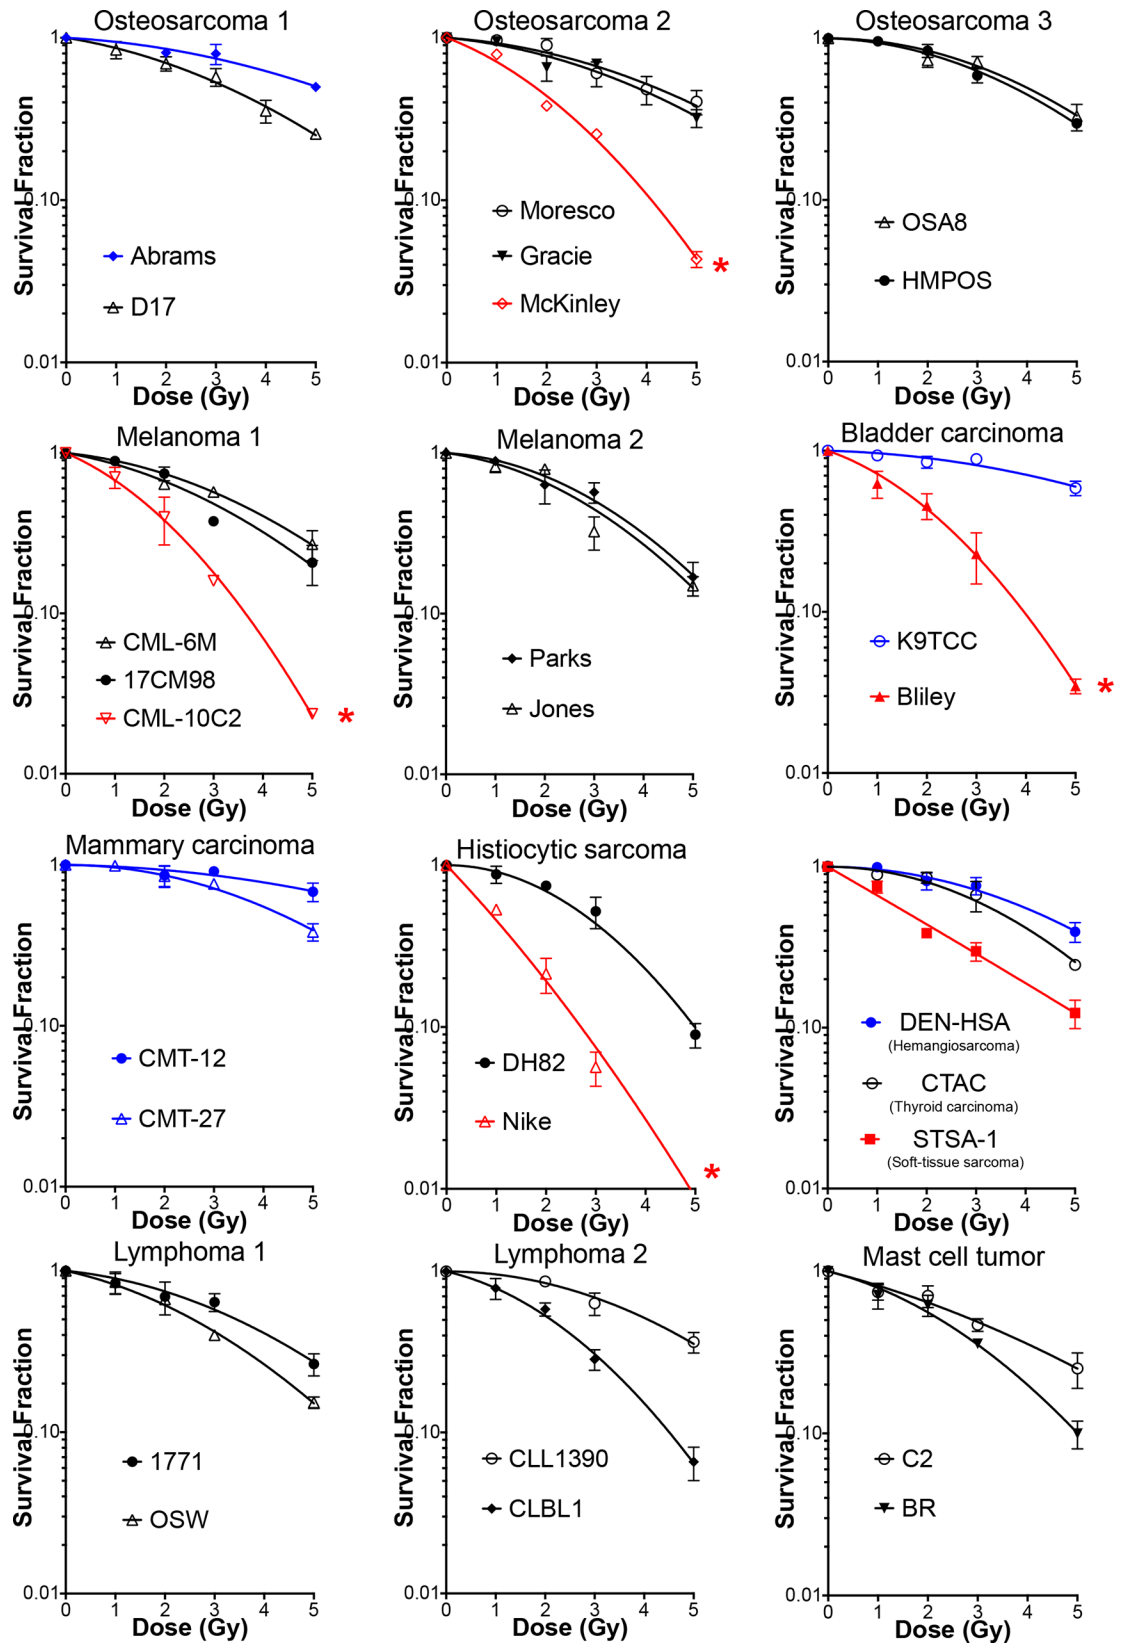 Osteosarcoma 1
Survival Fraction
1
0.10
0.01
Abrams
D17
0 1 2 3 4 5
Dose (Gy)
Osteosarcoma 2
Survival Fraction
1
0.10
0.01
Moresco
Gracie
McKinley
*
0 1 2 3 4 5
Dose (Gy)
Osteosarcoma 3
Survival Fraction
1
0.10
0.01
OSA8
HMPOS
0 1 2 3 4 5
Dose (Gy)
Melanoma 1
Survival Fraction
1
0.10
0.01
CML-6M
17CM98
CML-10C2
*
0 1 2 3 4 5
Dose (Gy)
Melanoma 2
Survival Fraction
1
0.10
0.01
Parks
Jones
0 1 2 3 4 5
Dose (Gy)
Bladder carcinoma
Survival Fraction
1
0.10
0.01
K9TCC
Bliley
*
0 1 2 3 4 5
Dose (Gy)
Mammary carcinoma
Survival Fraction
1
0.10
0.01
CMT-12
CMT-27
0 1 2 3 4 5
Dose (Gy)
Histiocytic sarcoma
Survival Fraction
1
0.10
0.01
DH82
Nike
*
0 1 2 3 4 5
Dose (Gy)
Survival Fraction
1
0.10
0.01
DEN-HSA
(Hemangiosarcoma)
CTAC
(Thyroid carcinoma)
STSA-1
(Soft-tissue sarcoma)
0 1 2 3 4 5
Dose (Gy)
Lymphoma 1
Survival Fraction
1
0.10
0.01
1771
OSW
0 1 2 3 4 5
Dose (Gy)
Lymphoma 2
Survival Fraction
1
0.10
0.01
CLL1390
CLBL1
0 1 2 3 4 5
Dose (Gy)
Mast cell tumor
Survival Fraction
1
0.10
0.01
C2
BR
0 1 2 3 4 5
Dose (Gy)